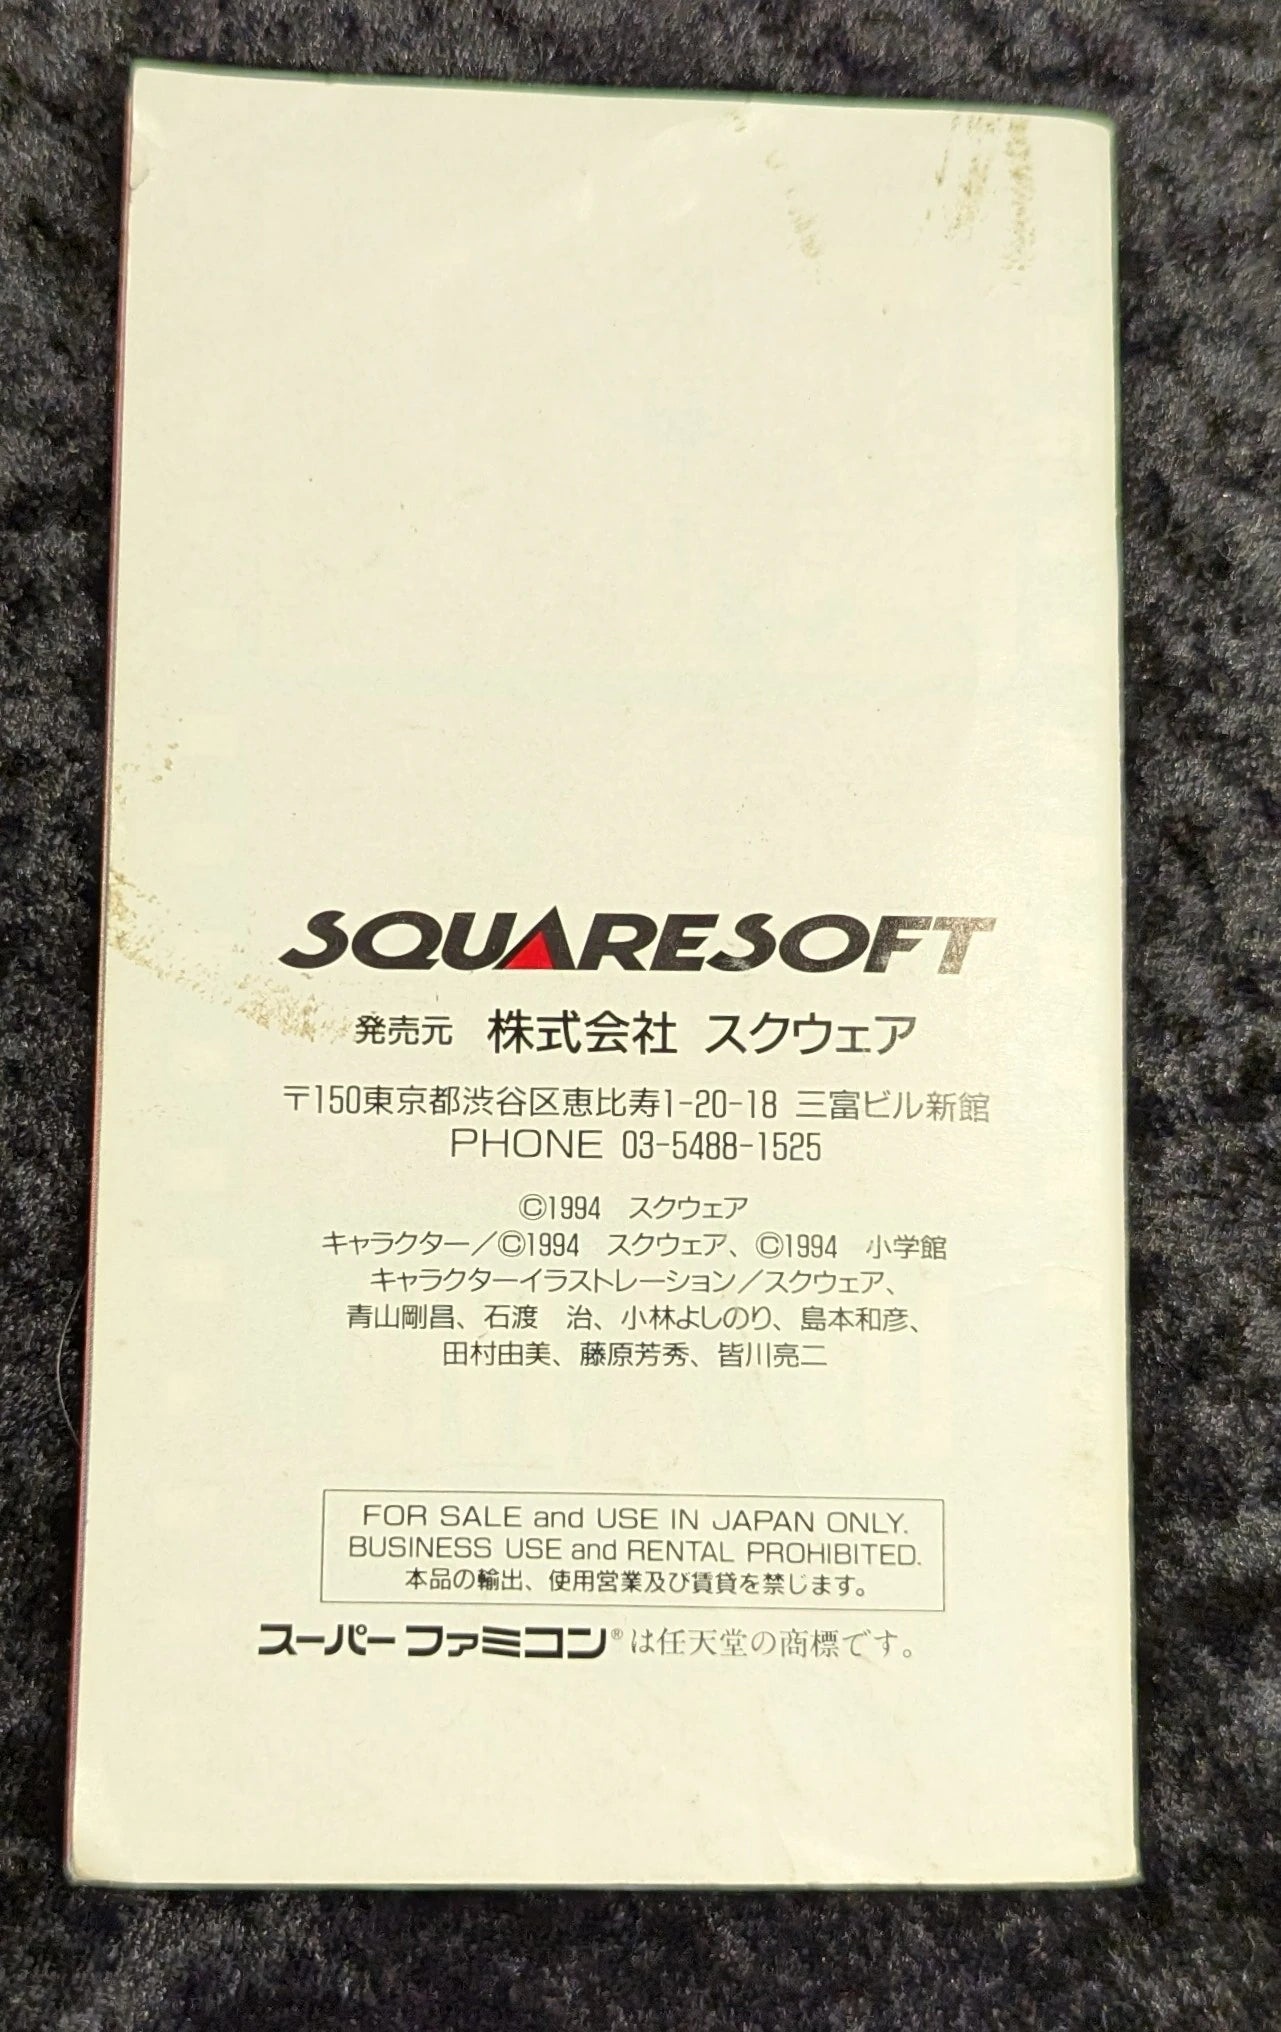 SQUARESOFT
発売元 株式会社 スクウェア
〒150東京都渋谷区恵比寿1-20-18 三富ビル新館
PHONE 03-5488-1525
©1994 スクウェア
キャラクター／©1994 スクウェア、©1994 小学館
キャラクターイラストレーション／スクウェア、
青山剛昌、石渡 治、小林よしのり、島本和彦、
田村由美、藤原芳秀、皆川亮二
FOR SALE and USE IN JAPAN ONLY.
BUSINESS USE and RENTAL PROHIBITED.
本品の輸出、使用営業及び賃貸を禁じます。
スーパーファミコン®は任天堂の商標です。